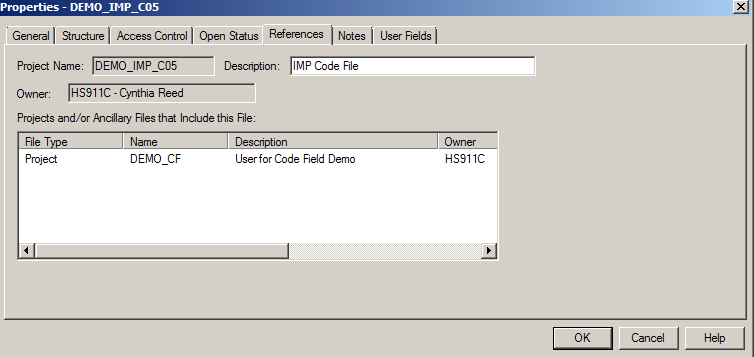 Properties - DEMO_IMP_C05
General Structure Access Control Open Status References Notes User Fields
Project Name: DEMO_IMP_C05 Description: IMP Code File
Owner: HS911C - Cynthia Reed
Projects and/or Ancillary Files that Include this File:
File Type Name Description Owner
Project DEMO_CF User for Code Field Demo HS911C
OK Cancel Help